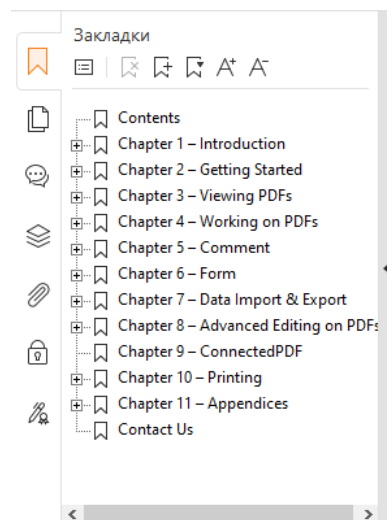 Закладки
Contents
Chapter 1 – Introduction
Chapter 2 – Getting Started
Chapter 3 – Viewing PDFs
Chapter 4 – Working on PDFs
Chapter 5 – Comment
Chapter 6 – Form
Chapter 7 – Data Import & Export
Chapter 8 – Advanced Editing on PDFs
Chapter 9 – ConnectedPDF
Chapter 10 – Printing
Chapter 11 – Appendices
Contact Us